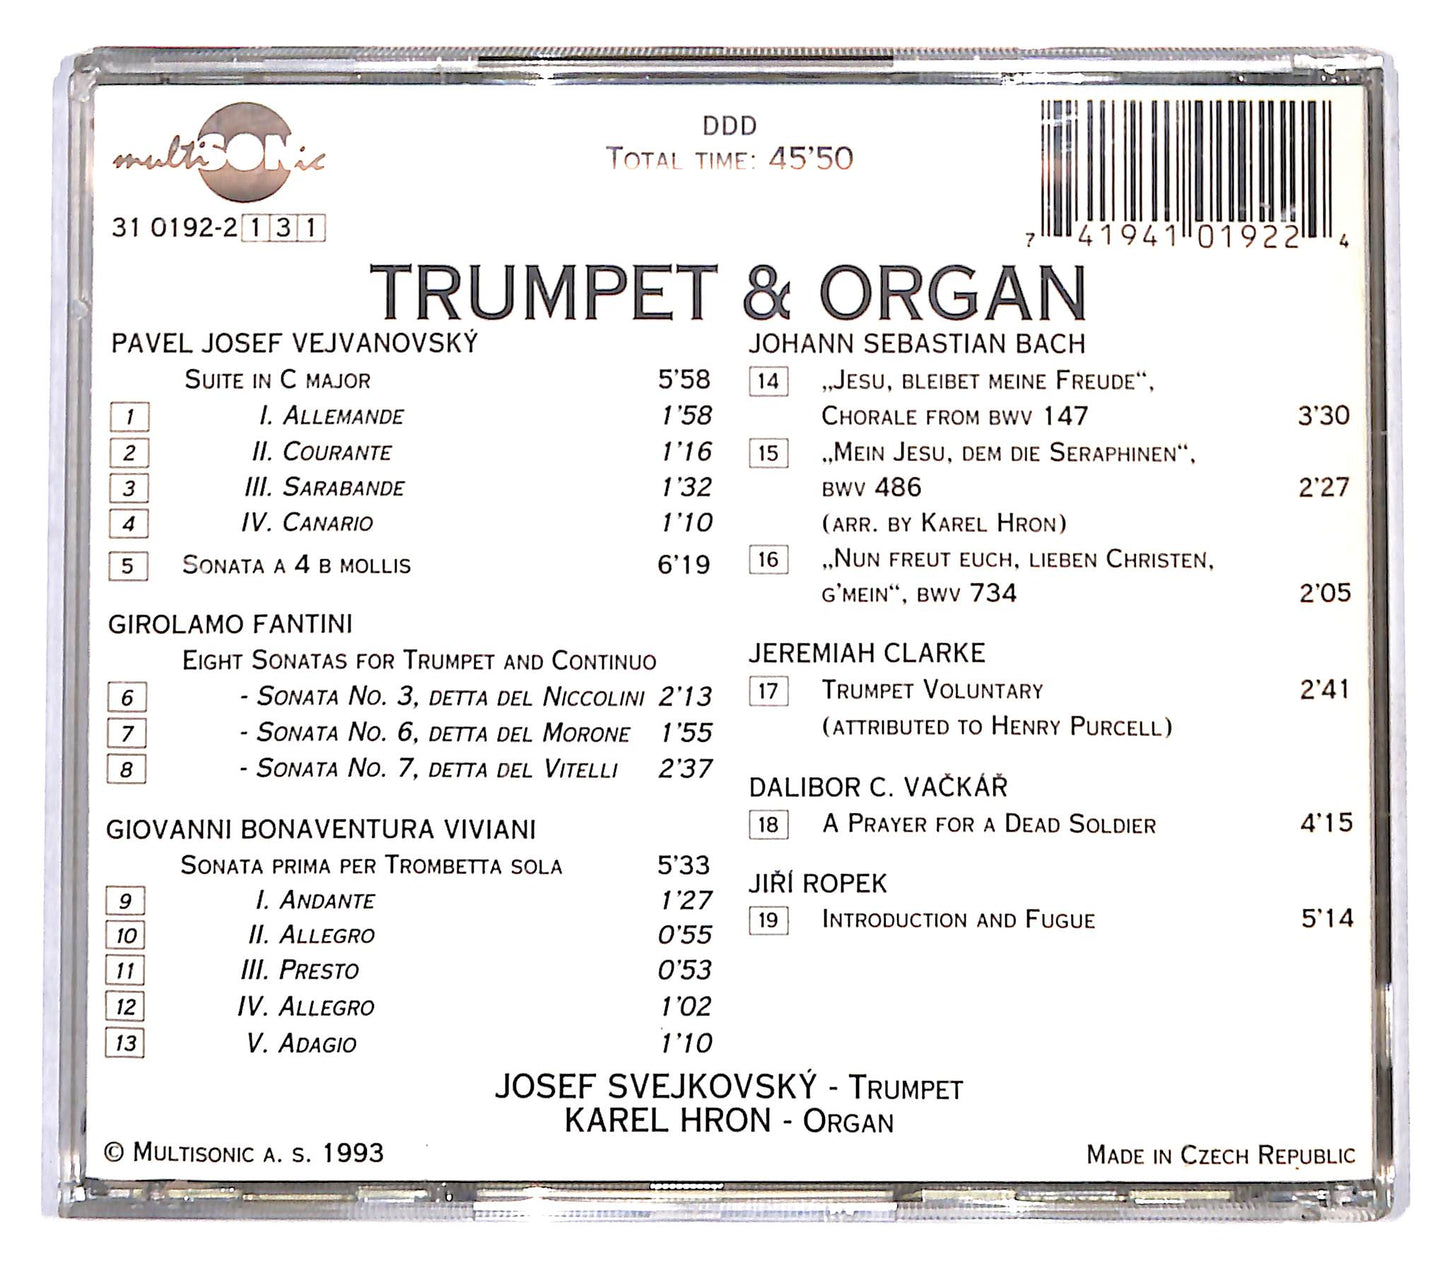 multiSONic
31 0192-2 1 3 1
DDD
TOTAL TIME: 45'50
7 41941 01922 4
TRUMPET & ORGAN
PAVEL JOSEF VEJVANOVSKÝ
SUITE IN C MAJOR 5'58
1 I. ALLEMANDE 1'58
2 II. COURANTE 1'16
3 III. SARABANDE 1'32
4 IV. CANARIO 1'10
5 SONATA A 4 B MOLLIS 6'19
GIROLAMO FANTINI
EIGHT SONATAS FOR TRUMPET AND CONTINUO
6 - SONATA NO. 3, DETTA DEL NICCOLINI 2'13
7 - SONATA NO. 6, DETTA DEL MORONE 1'55
8 - SONATA NO. 7, DETTA DEL VITELLI 2'37
GIOVANNI BONAVENTURA VIVIANI
SONATA PRIMA PER TROMBETTA SOLA 5'33
9 I. ANDANTE 1'27
10 II. ALLEGRO 0'55
11 III. PRESTO 0'53
12 IV. ALLEGRO 1'02
13 V. ADAGIO 1'10
JOHANN SEBASTIAN BACH
14 „JESU, BLEIBET MEINE FREUDE“,
CHORALE FROM BWV 147 3'30
15 „MEIN JESU, DEM DIE SERAPHINEN“,
BWV 486 2'27
(ARR. BY KAREL HRON)
16 „NUN FREUT EUCH, LIEBEN CHRISTEN,
G'MEIN“, BWV 734 2'05
JEREMIAH CLARKE
17 TRUMPET VOLUNTARY 2'41
(ATTRIBUTED TO HENRY PURCELL)
DALIBOR C. VAČKÁŘ
18 A PRAYER FOR A DEAD SOLDIER 4'15
JIŘÍ ROPEK
19 INTRODUCTION AND FUGUE 5'14
JOSEF SVEJKOVSKÝ - TRUMPET
KAREL HRON - ORGAN
© MULTISONIC A. S. 1993
MADE IN CZECH REPUBLIC